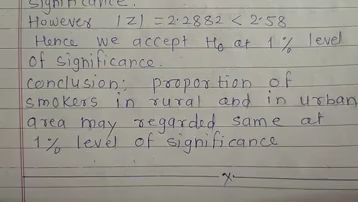 significance.
However |Z| = 2.2882 < 2.58
Hence we accept H0 at 1% level
of significance.
conclusion: proportion of
smokers in rural and in urban
area may regarded same at
1% level of significance
x